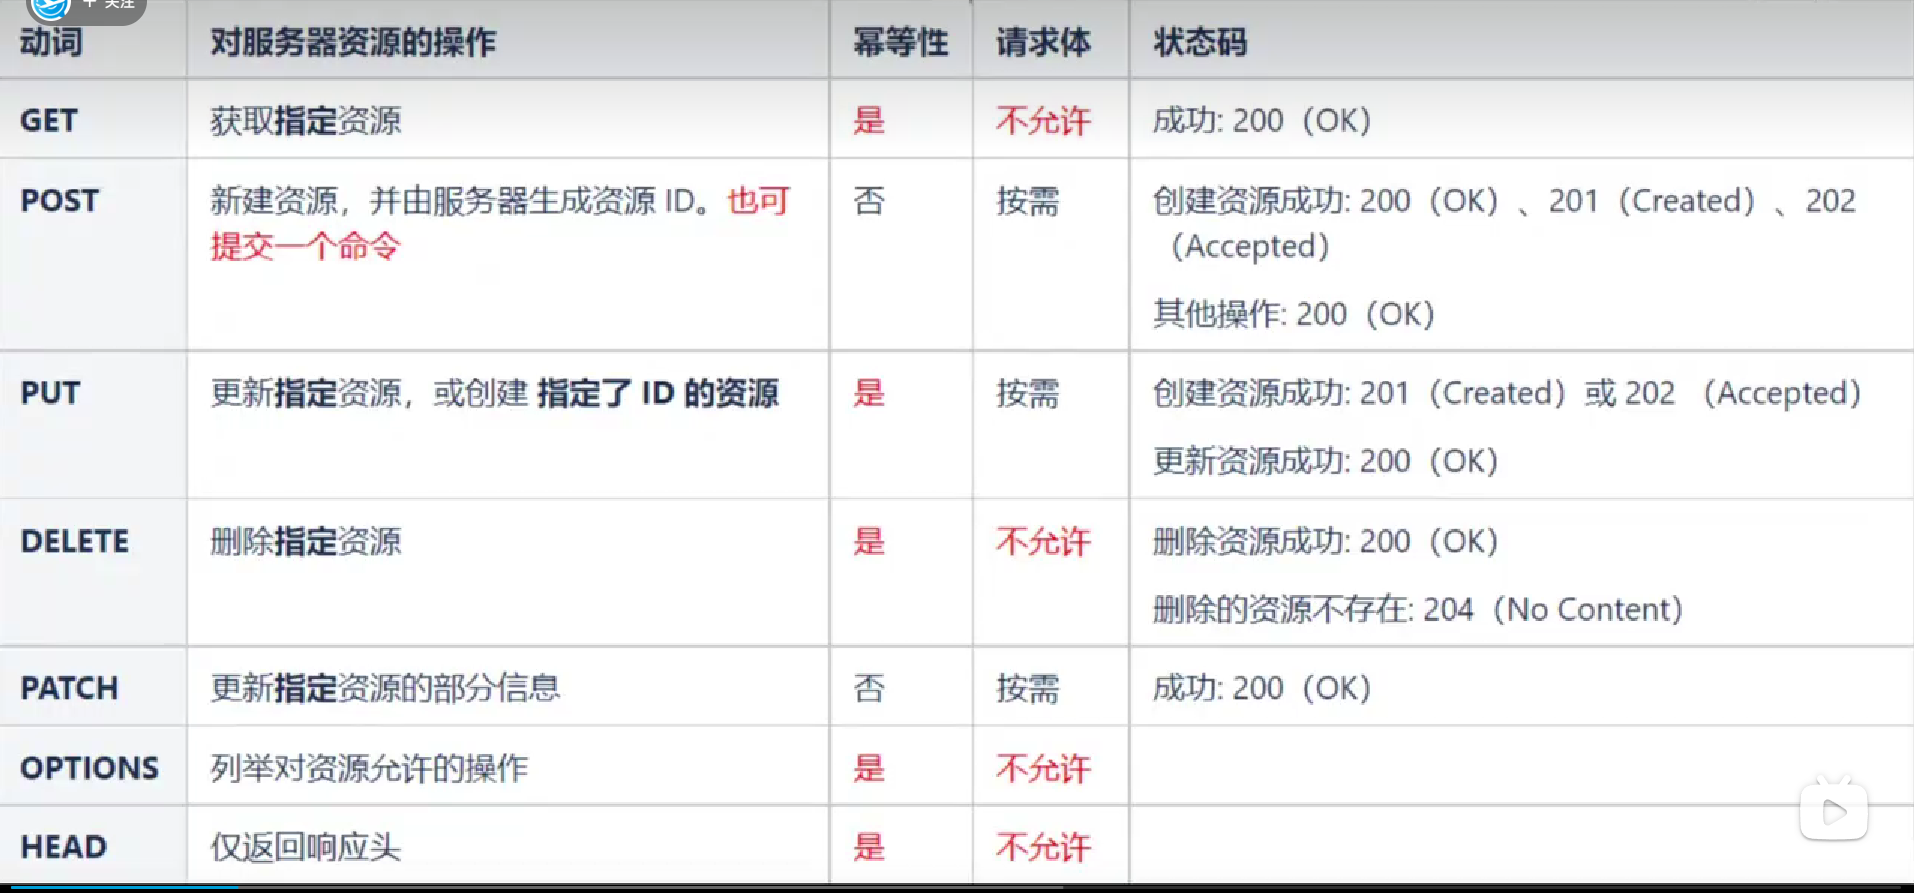 + 关注
动词 对服务器资源的操作 幂等性 请求体 状态码
GET 获取指定资源 是 不允许 成功: 200（OK）
POST 新建资源，并由服务器生成资源 ID。也可 否 按需 创建资源成功: 200（OK）、201（Created）、202
提交一个命令 （Accepted）
其他操作: 200（OK）
PUT 更新指定资源，或创建 指定了 ID 的资源 是 按需 创建资源成功: 201（Created）或 202 （Accepted）
更新资源成功: 200（OK）
DELETE 删除指定资源 是 不允许 删除资源成功: 200（OK）
删除的资源不存在: 204（No Content）
PATCH 更新指定资源的部分信息 否 按需 成功: 200（OK）
OPTIONS 列举对资源允许的操作 是 不允许
HEAD 仅返回响应头 是 不允许